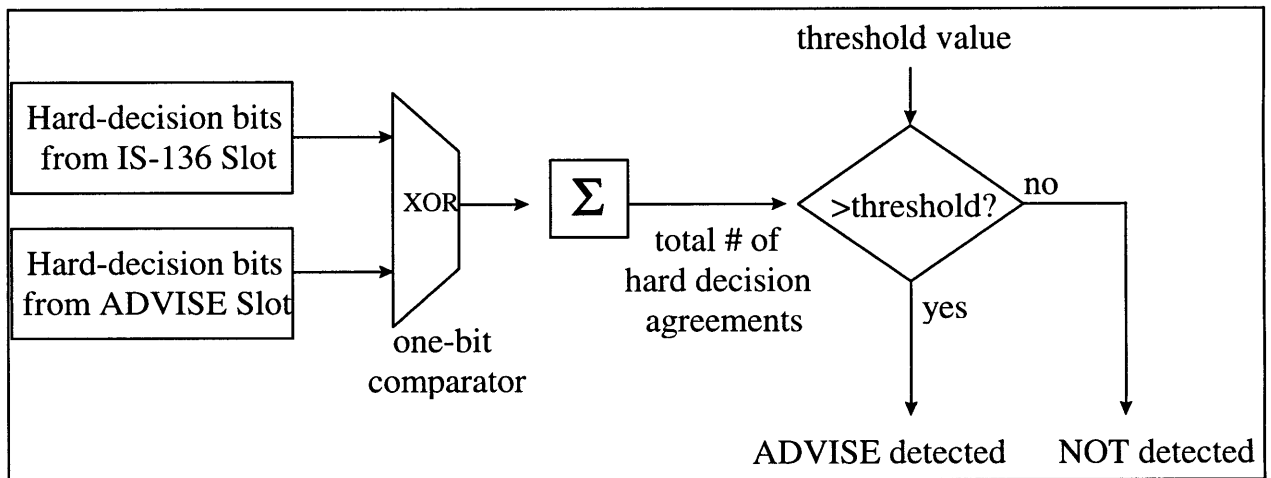 threshold value
Hard-decision bits
from IS-136 Slot
XOR
Σ
>threshold?
no
Hard-decision bits
from ADVISE Slot
total # of
hard decision
agreements
yes
one-bit
comparator
ADVISE detected
NOT detected